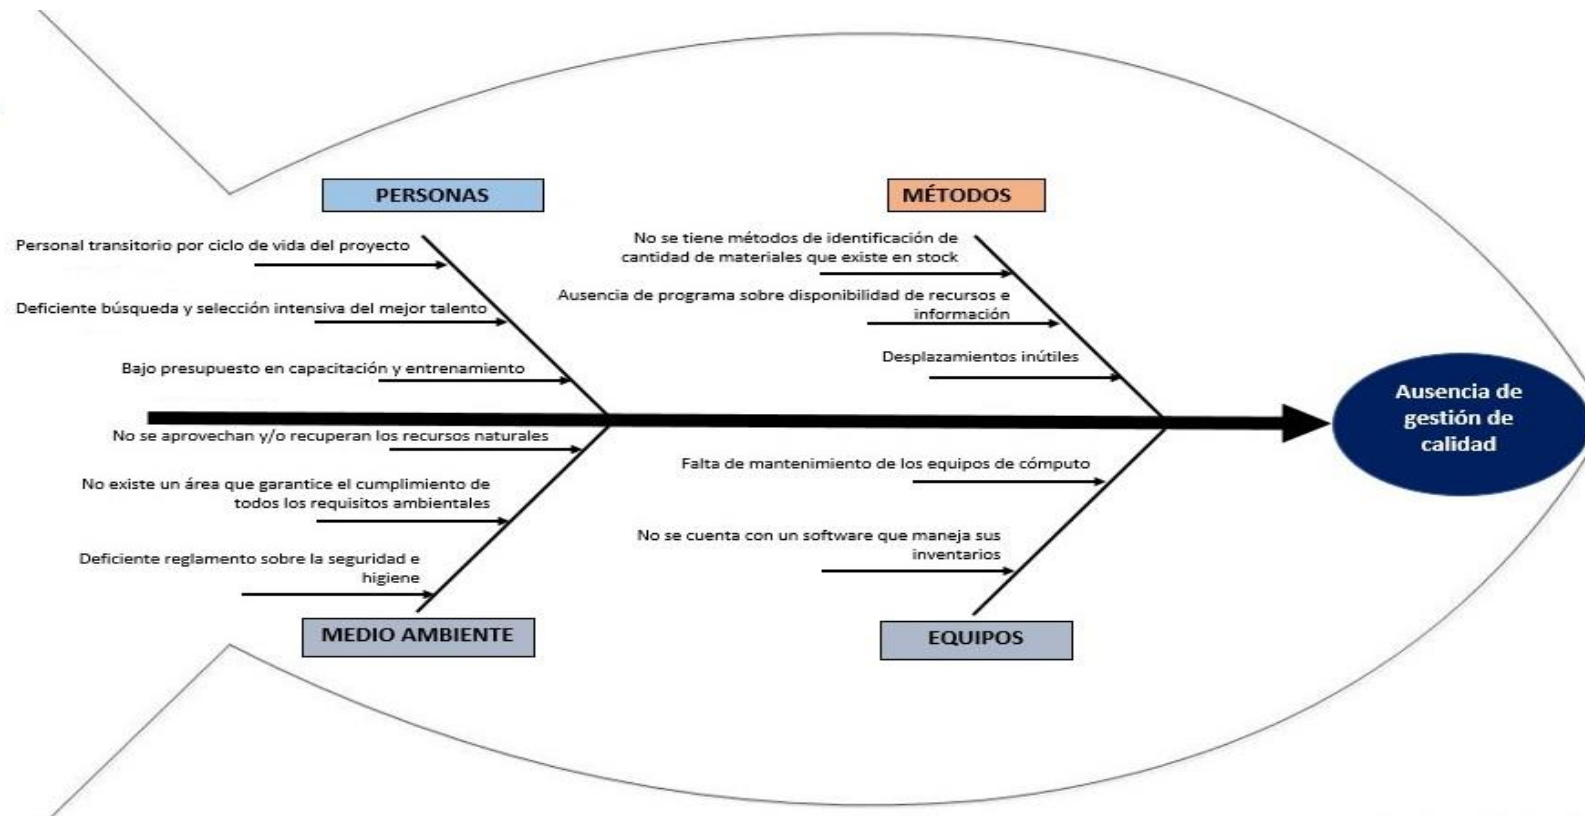 PERSONAS
Personal transitorio por ciclo de vida del proyecto
Deficiente búsqueda y selección intensiva del mejor talento
Bajo presupuesto en capacitación y entrenamiento
MÉTODOS
No se tiene métodos de identificación de
cantidad de materiales que existe en stock
Ausencia de programa sobre disponibilidad de recursos e
información
Desplazamientos inútiles
Ausencia de
gestión de
calidad
No se aprovechan y/o recuperan los recursos naturales
No existe un área que garantice el cumplimiento de
todos los requisitos ambientales
Deficiente reglamento sobre la seguridad e
higiene
MEDIO AMBIENTE
Falta de mantenimiento de los equipos de cómputo
No se cuenta con un software que maneja sus
inventarios
EQUIPOS